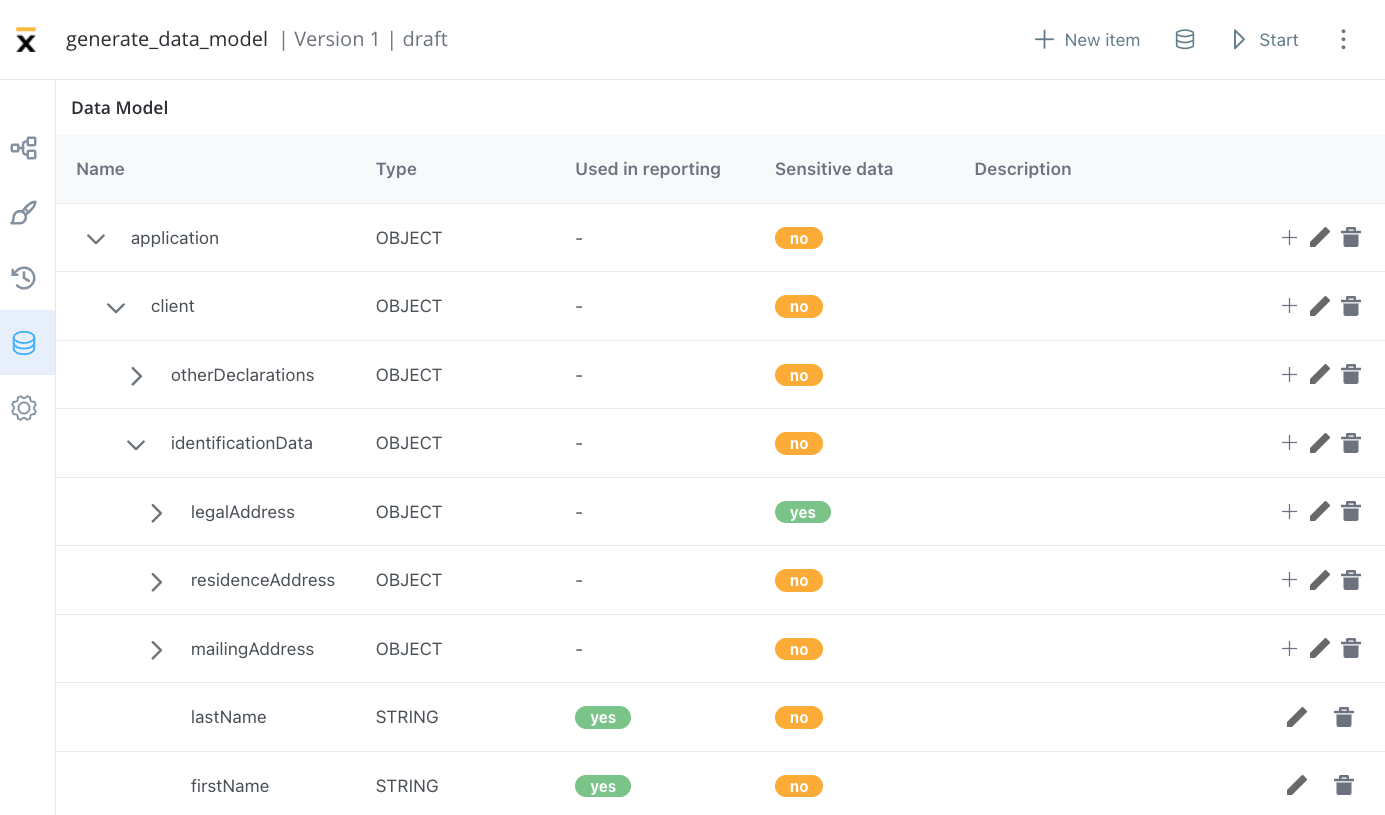 generate_data_model | Version 1 | draft
New item
Start
Data Model
Name Type Used in reporting Sensitive data Description
application OBJECT - no
client OBJECT - no
otherDeclarations OBJECT - no
identificationData OBJECT - no
legalAddress OBJECT - yes
residenceAddress OBJECT - no
mailingAddress OBJECT - no
lastName STRING yes no
firstName STRING yes no